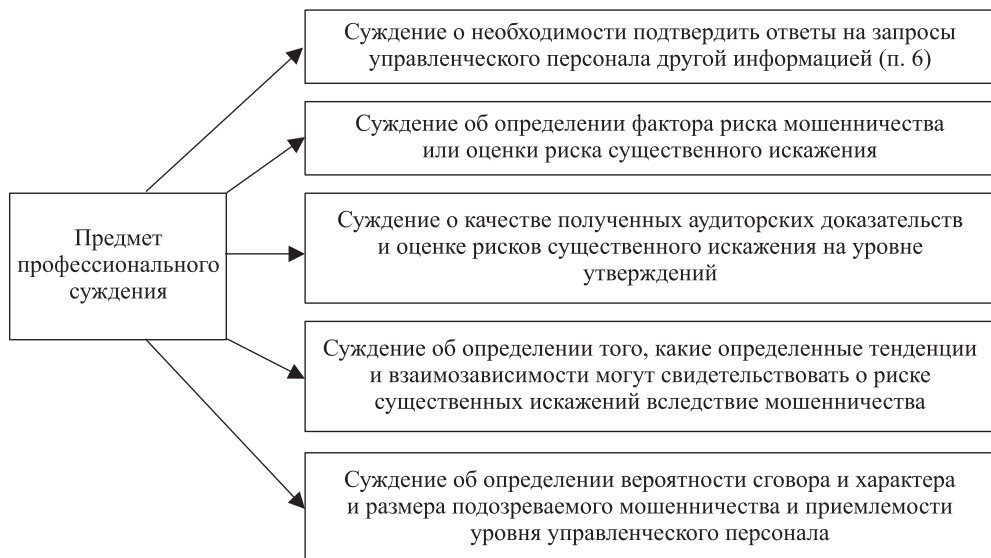 Суждение о необходимости подтвердить ответы на запросы
управленческого персонала другой информацией (п. 6)
Суждение об определении фактора риска мошенничества
или оценки риска существенного искажения
Предмет
профессионального
суждения
Суждение о качестве полученных аудиторских доказательств
и оценке рисков существенного искажения на уровне
утверждений
Суждение об определении того, какие определенные тенденции
и взаимозависимости могут свидетельствовать о риске
существенных искажений вследствие мошенничества
Суждение об определении вероятности сговора и характера
и размера подозреваемого мошенничества и приемлемости
уровня управленческого персонала